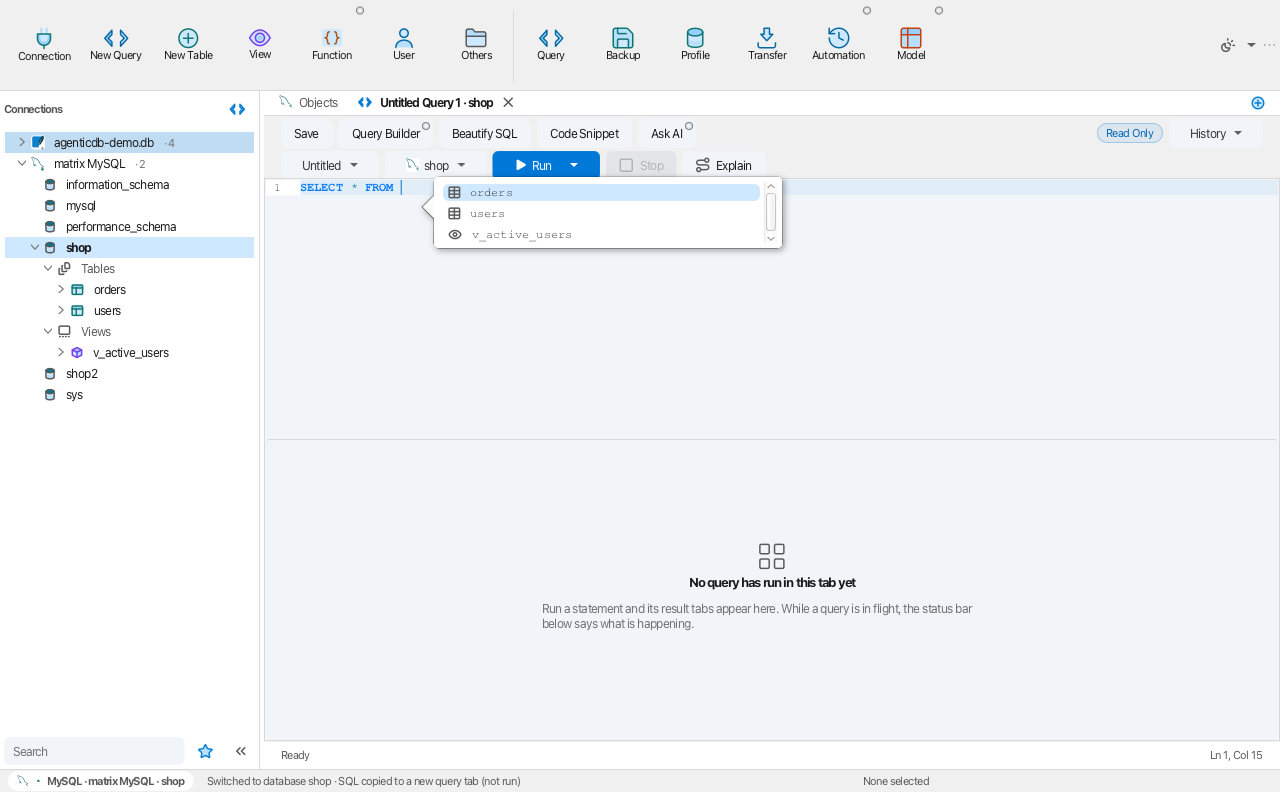 Connection
New Query
New Table
View
Function
User
Others
Query
Backup
Profile
Transfer
Automation
Model
Connections
Objects
Untitled Query 1 · shop
Save
Query Builder
Beautify SQL
Code Snippet
Ask AI
Read Only
History
agenticdb-demo.db · 4
matrix MySQL · 2
information_schema
mysql
performance_schema
shop
Tables
orders
users
Views
v_active_users
shop2
sys
Untitled
shop
Run
Stop
Explain
1 SELECT * FROM
orders
users
v_active_users
No query has run in this tab yet
Run a statement and its result tabs appear here. While a query is in flight, the status bar
below says what is happening.
Search
Ready
Ln 1, Col 15
MySQL · matrix MySQL · shop
Switched to database shop · SQL copied to a new query tab (not run)
None selected